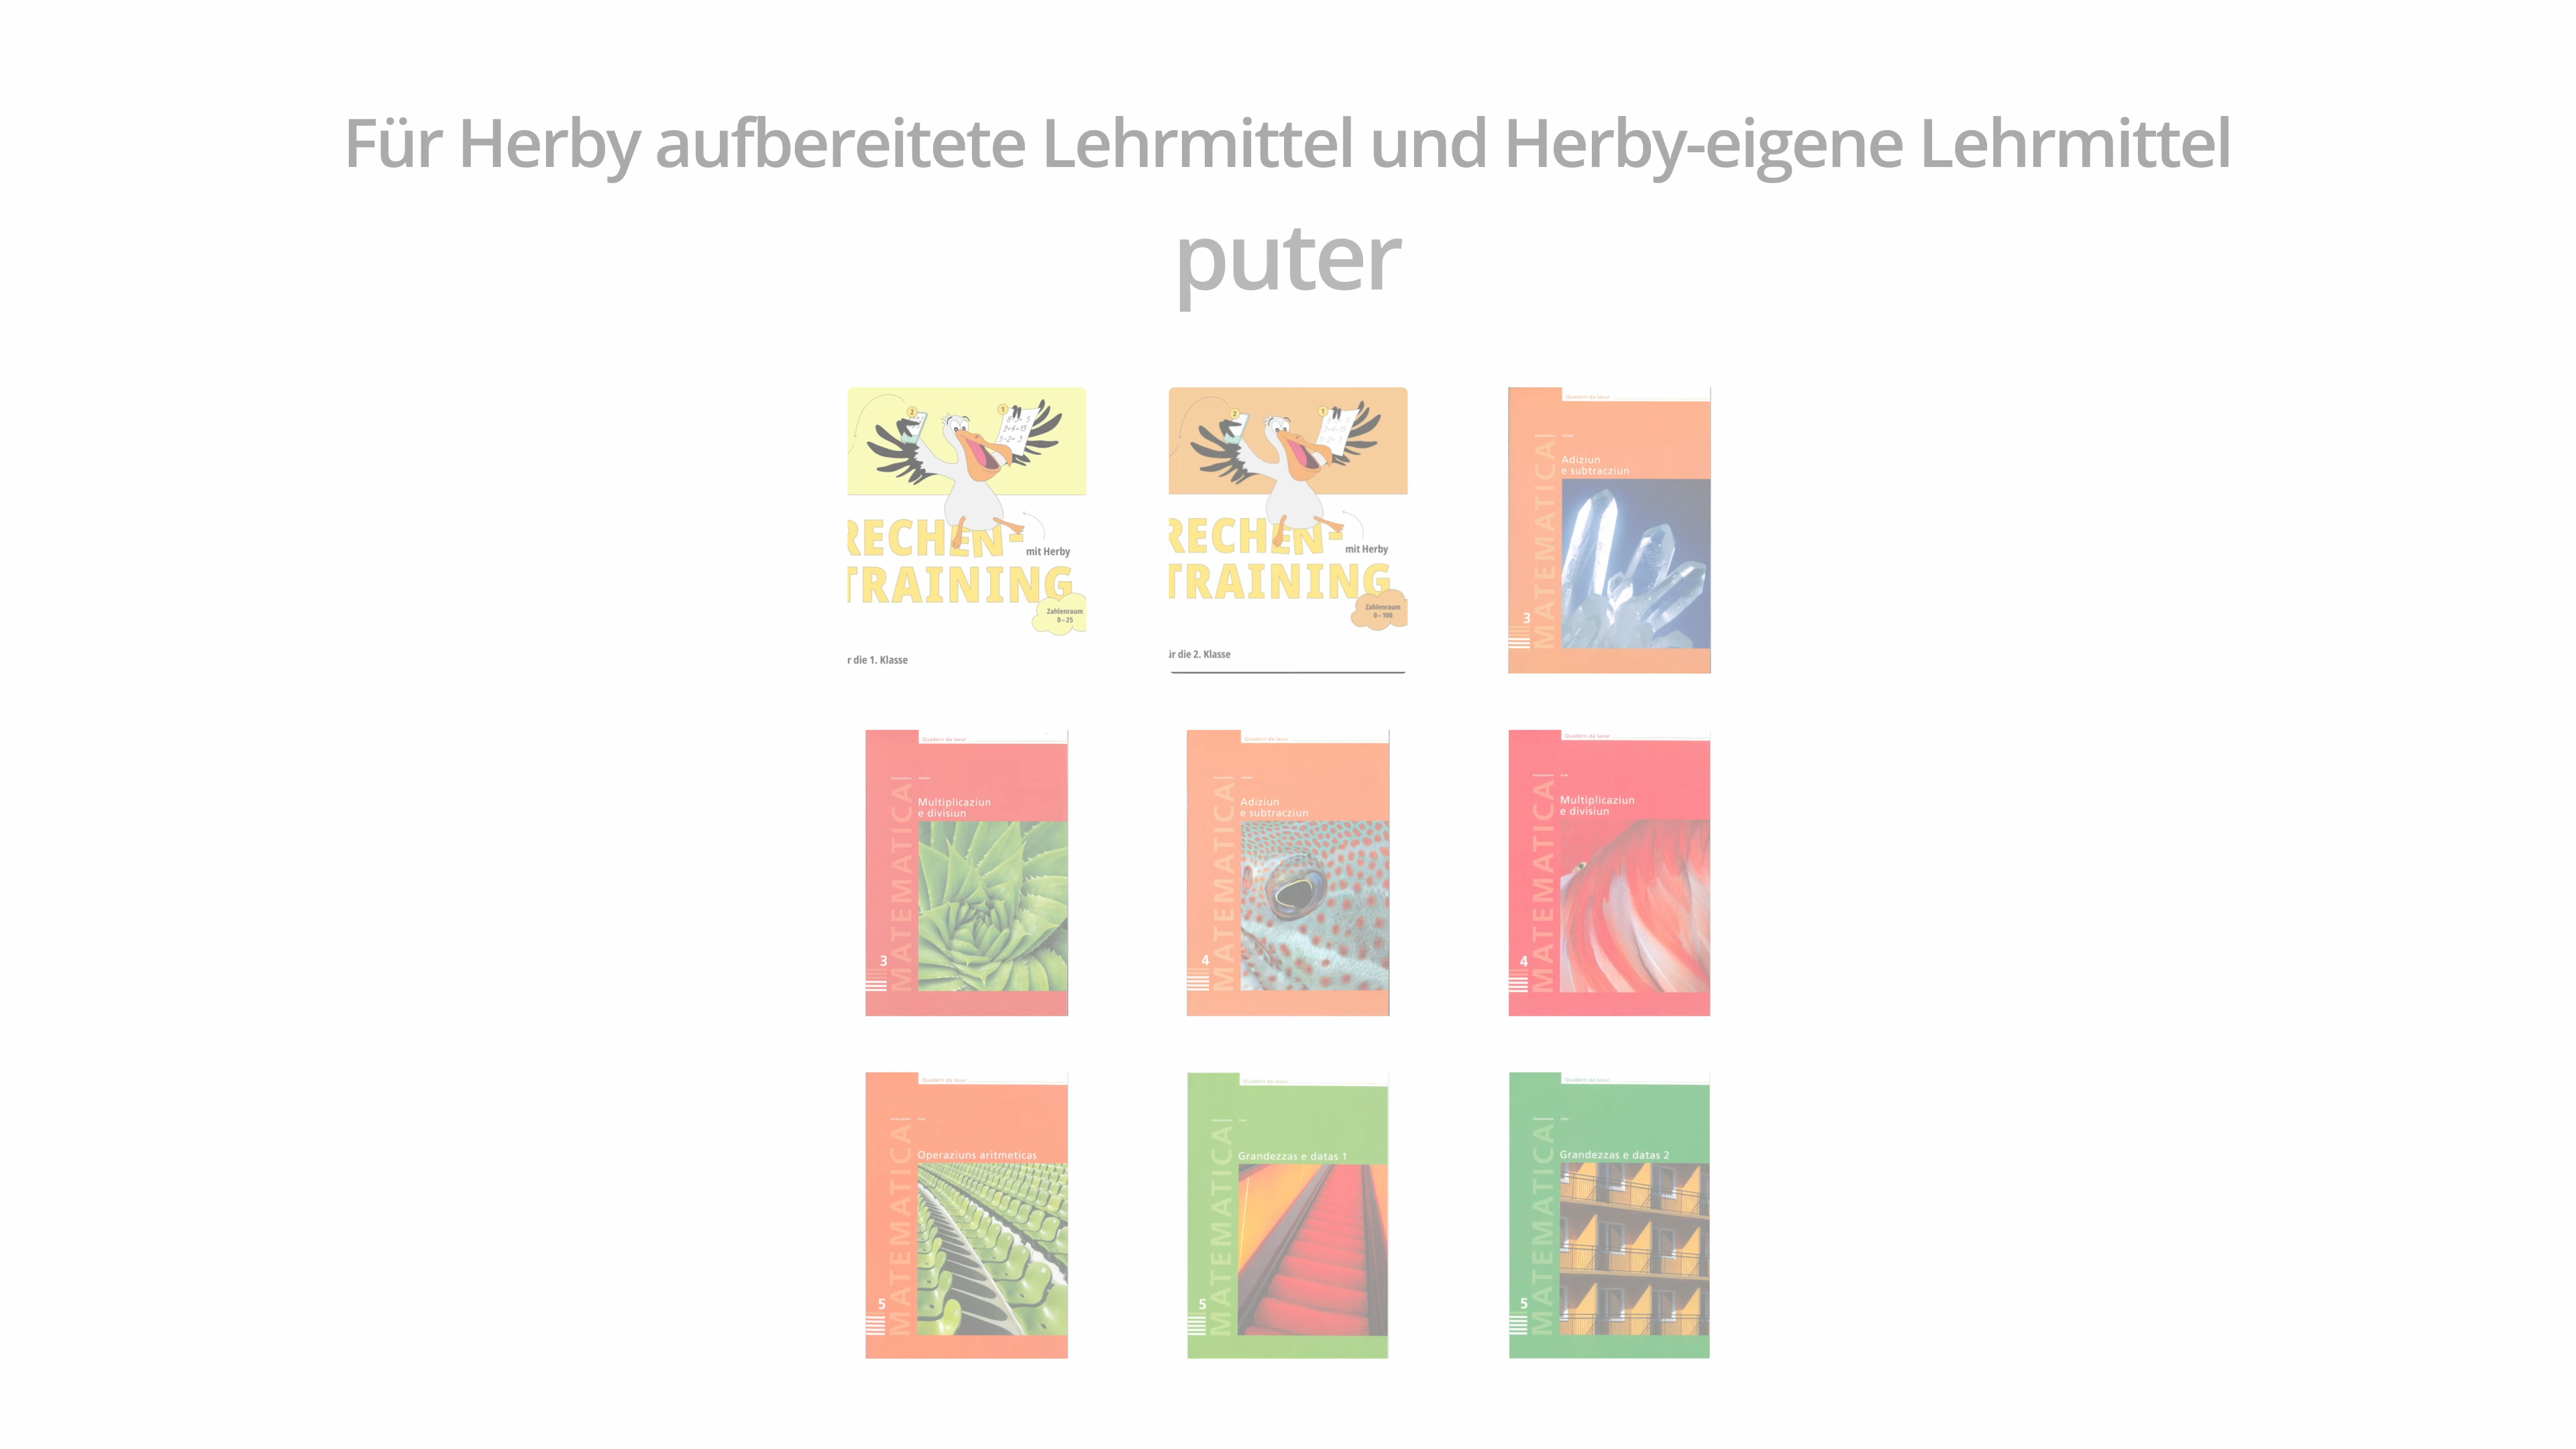 Für Herby aufbereitete Lehrmittel und Herby-eigene Lehrmittel
puter
RECHEN-
mit Herby
TRAINING
Zahlenraum
0–25
r die 1. Klasse
RECHEN-
mit Herby
TRAINING
Zahlenraum
0–100
ür die 2. Klasse
Quadern da lavur
MATEMATICA
Adiziun
e subtracziun
3
Quadern da lavur
MATEMATICA
Multiplicaziun
e divisiun
3
Quadern da lavur
MATEMATICA
Adiziun
e subtracziun
4
Quadern da lavur
MATEMATICA
Multiplicaziun
e divisiun
4
Quadern da lavur
MATEMATICA
Operaziuns aritmeticas
5
Quadern da lavur
MATEMATICA
Grandezzas e datas 1
5
Quadern da lavur
MATEMATICA
Grandezzas e datas 2
5